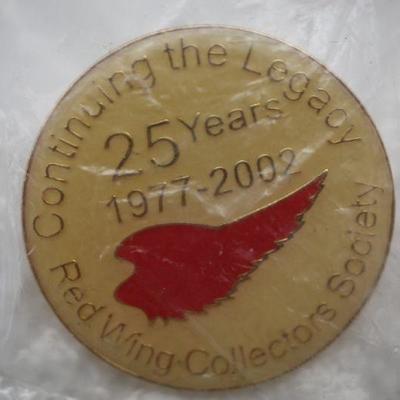 Continuing the Legacy
25 Years
1977-2002
Red Wing Collectors Society